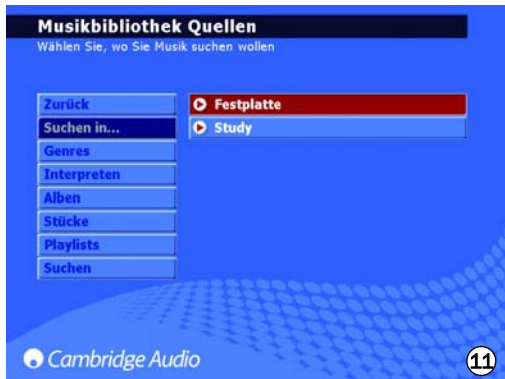 Musikbibliothek Quellen
Wählen Sie, wo Sie Musik suchen wollen
Zurück
Suchen in...
Genres
Interpreten
Alben
Stücke
Playlists
Suchen
Festplatte
Study
Cambridge Audio
11